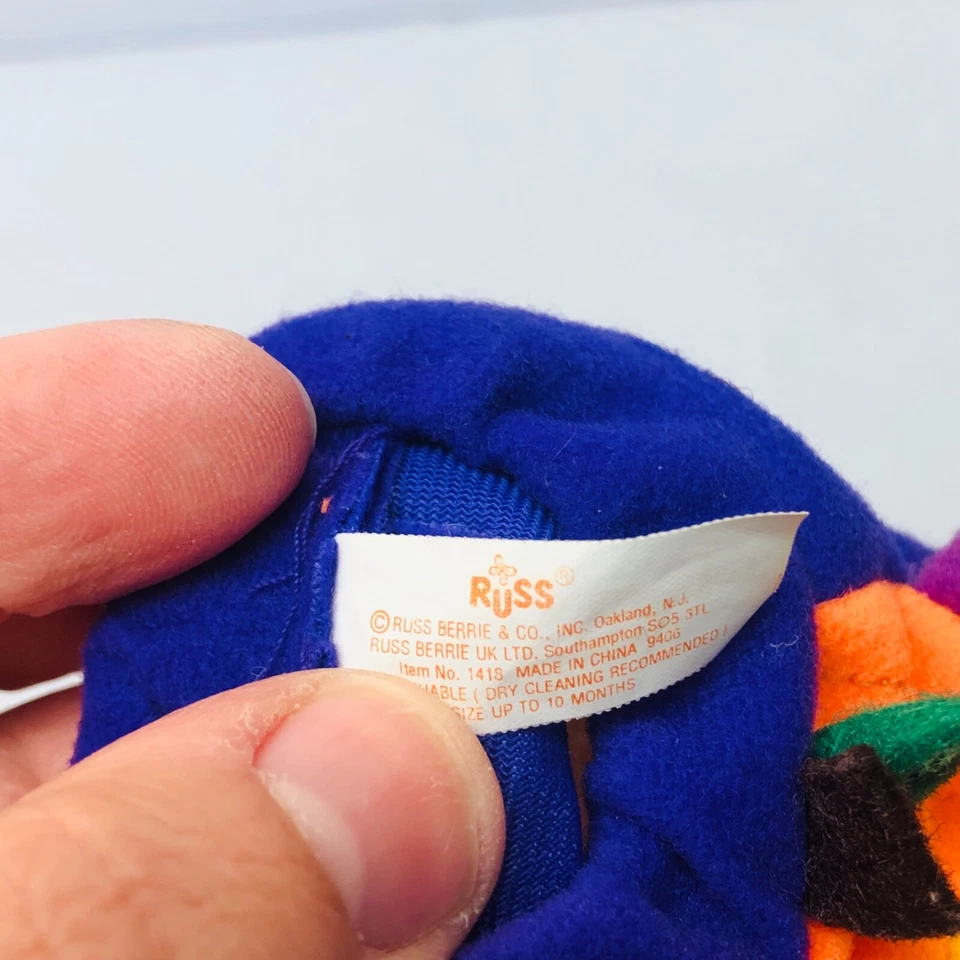 RUSS®
©RUSS BERRIE & CO., INC. Oakland, N.J.
RUSS BERRIE UK LTD. Southampton SO5 3TL
Item No. 1418 MADE IN CHINA 9406
HABLE ( DRY CLEANING RECOMMENDED )
SIZE UP TO 10 MONTHS